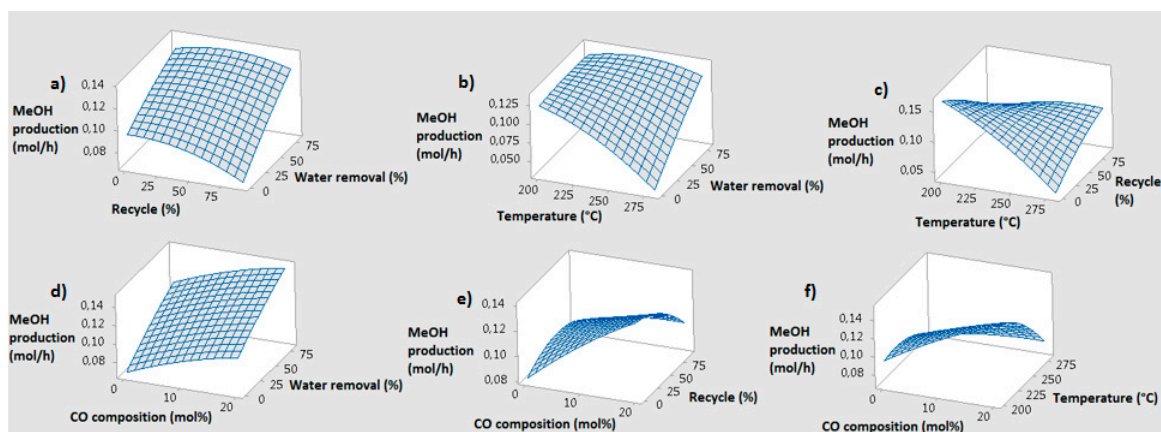 a)
0,14
MeOH
production
(mol/h)
0,12
0,10
0,08
0
25
50
75
Recycle (%)
0
25
50
75
Water removal (%)
b)
MeOH
production
(mol/h)
0,125
0,100
0,075
0,050
200
225
250
275
Temperature (°C)
0
25
50
75
Water removal (%)
c)
MeOH
production
(mol/h)
0,15
0,10
0,05
200
225
250
275
Temperature (°C)
0
25
50
75
Recycle
(%)
d)
MeOH
production
(mol/h)
0,14
0,12
0,10
0,08
0
10
20
CO composition (mol%)
0
25
50
75
Water removal (%)
e)
MeOH
production
(mol/h)
0,14
0,12
0,10
0,08
0
10
20
CO composition (mol%)
0
25
50
75
Recycle (%)
f)
MeOH
production
(mol/h)
0,14
0,12
0,10
0,08
0
10
20
CO composition (mol%)
200
225
250
275
Temperature (°C)